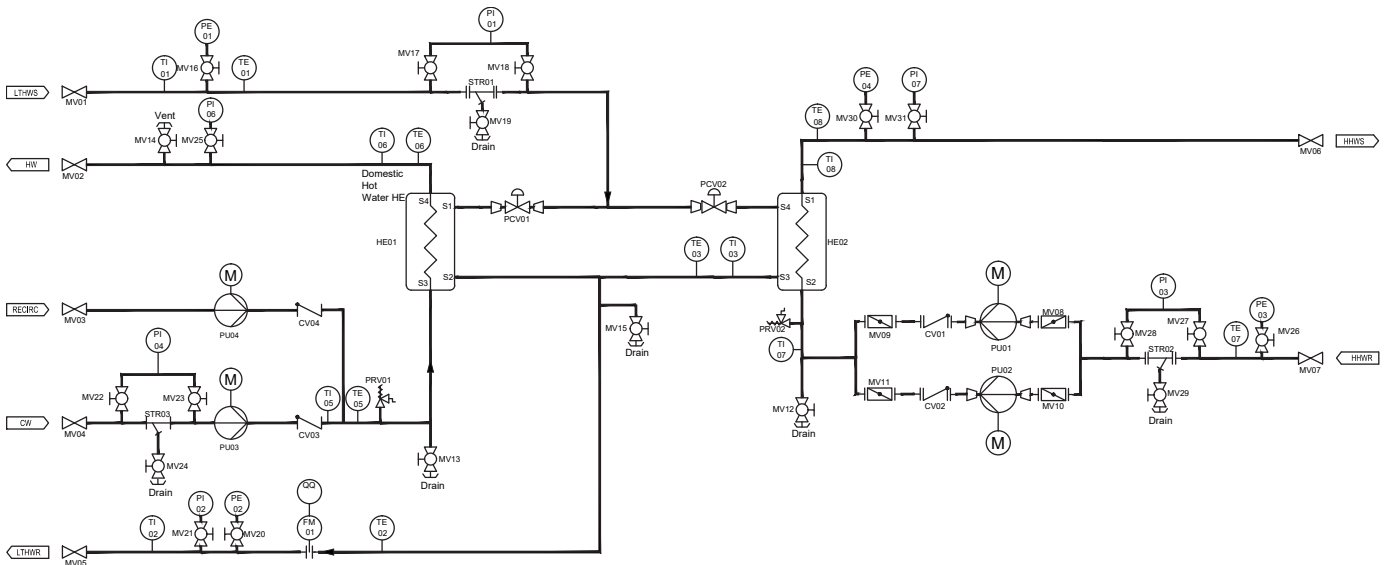 PI
01
PE
01
MV17
TI
01
MV16
TE
01
MV18
STR01
LTHWS
MV01
MV19
Drain
Vent
PI
06
MV14
MV25
HW
MV02
TI
06
TE
06
Domestic
Hot
Water HE
S4
S1
HE01
S2
S3
PCV01
PCV02
PE
04
PI
07
TE
08
MV30
MV31
MV06
HHWS
TI
08
S1
S4
HE02
S3
S2
TE
03
TI
03
M
RECIRC
MV03
PU04
CV04
MV15
Drain
PRV02
TI
07
MV12
Drain
M
MV09
CV01
PU01
MV08
PU02
MV11
CV02
MV10
M
PI
03
MV28
MV27
STR02
TE
07
PE
03
MV26
MV07
HHWR
MV29
Drain
PI
04
M
MV22
MV23
STR03
CW
MV04
PU03
CV03
TI
05
TE
05
PRV01
MV24
Drain
MV13
Drain
TI
02
PI
02
MV21
PE
02
MV20
QQ
FM
01
TE
02
LTHWR
MV05